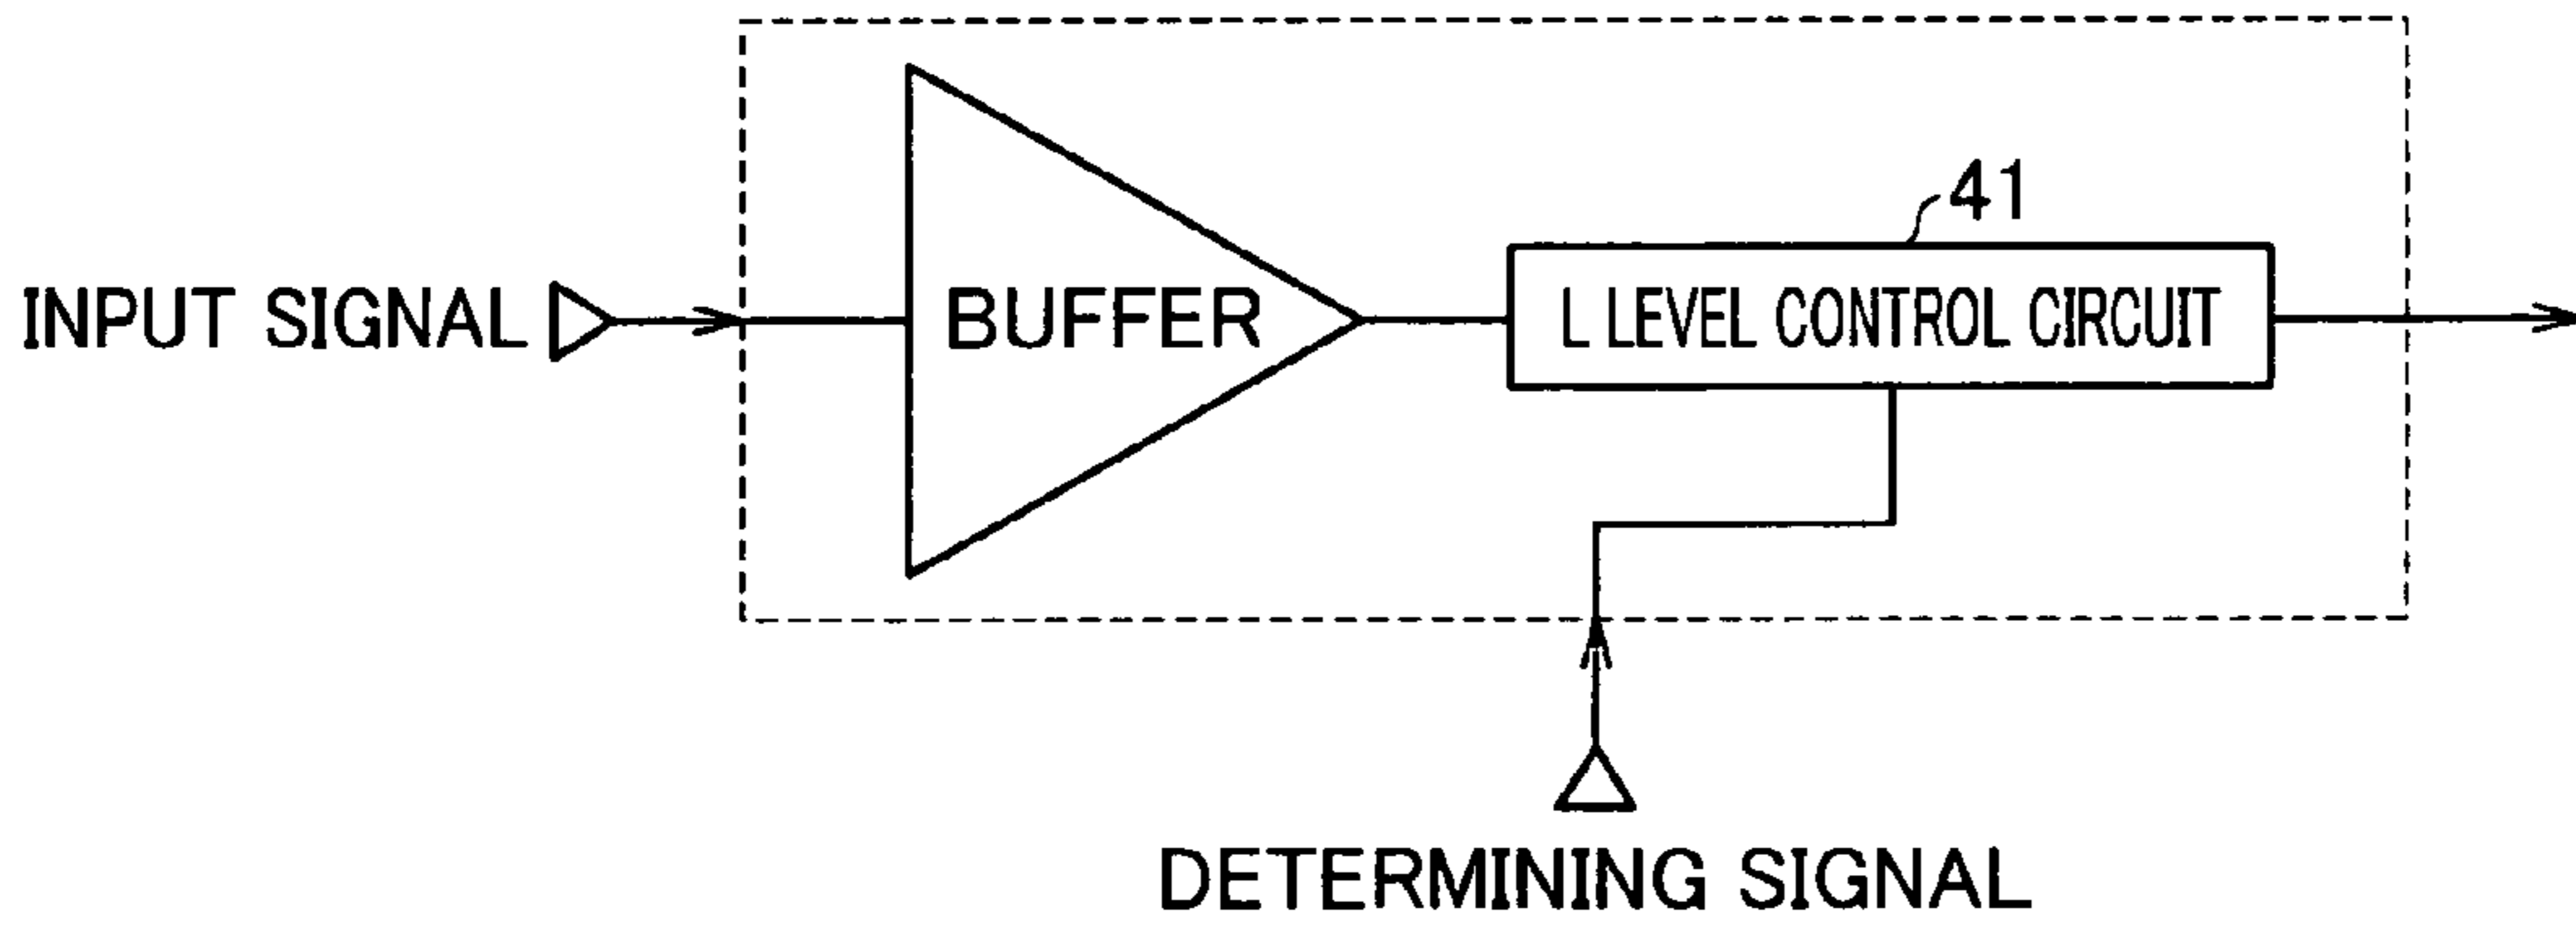 41
INPUT SIGNAL
BUFFER
L LEVEL CONTROL CIRCUIT
DETERMINING SIGNAL